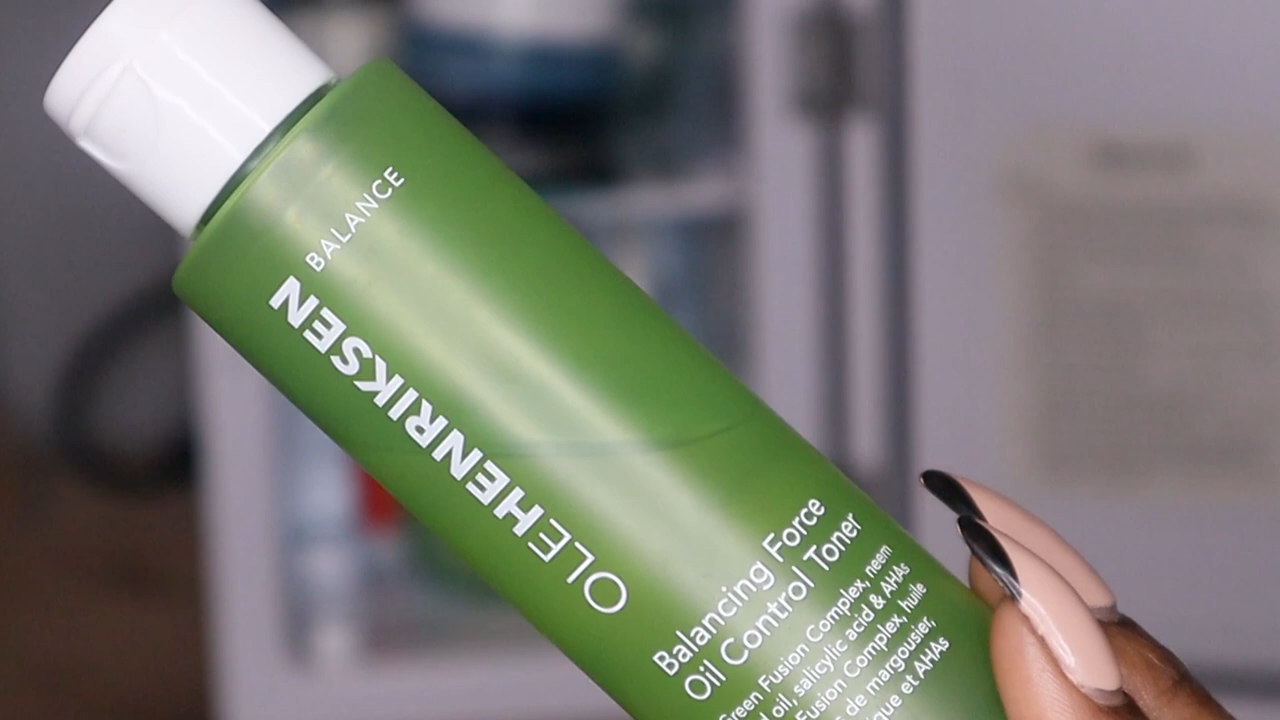 BALANCE
OLEHENRIKSEN
Balancing Force
Oil Control Toner
Green Fusion Complex, neem
oil, salicylic acid & AHAs
Fusion Complex, huile
de margousier,
et AHAs